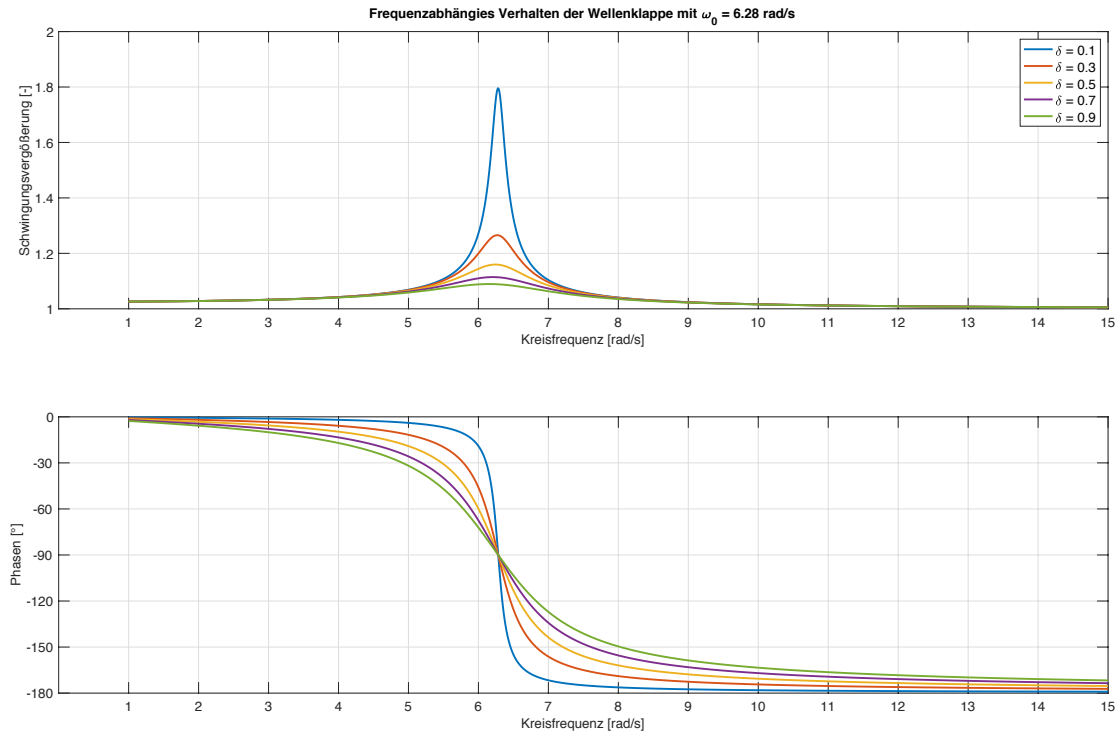 Frequenzabhängies Verhalten der Wellenklappe mit ω₀ = 6.28 rad/s
2
1.8
1.6
1.4
1.2
1
Schwingungsvergößerung [-]
δ = 0.1
δ = 0.3
δ = 0.5
δ = 0.7
δ = 0.9
1 2 3 4 5 6 7 8 9 10 11 12 13 14 15
Kreisfrequenz [rad/s]
0
-30
-60
-90
-120
-150
-180
Phasen [°]
1 2 3 4 5 6 7 8 9 10 11 12 13 14 15
Kreisfrequenz [rad/s]